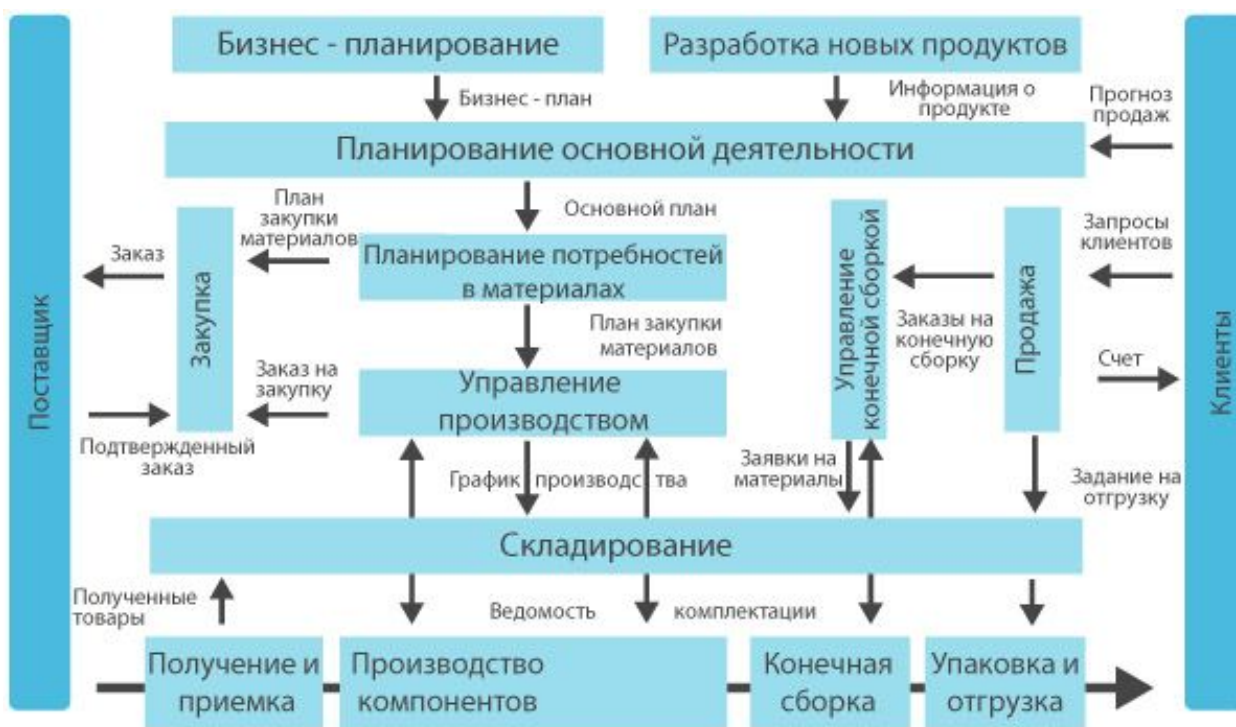 Бизнес - планирование
Разработка новых продуктов
Бизнес - план
Информация о
продукте
Прогноз
продаж
Планирование основной деятельности
План
закупки
материалов
Основной план
Запросы
клиентов
Заказ
Планирование потребностей
в материалах
Поставщик
Закупка
Управление
конечной сборкой
Продажа
Клиенты
План закупки
материалов
Заказы на
конечную
сборку
Счет
Заказ на
закупку
Управление
производством
Подтвержденный
заказ
График производс тва
Заявки на
материалы
Задание на
отгрузку
Складирование
Полученные
товары
Ведомость комплектации
Получение и
приемка
Производство
компонентов
Конечная
сборка
Упаковка и
отгрузка